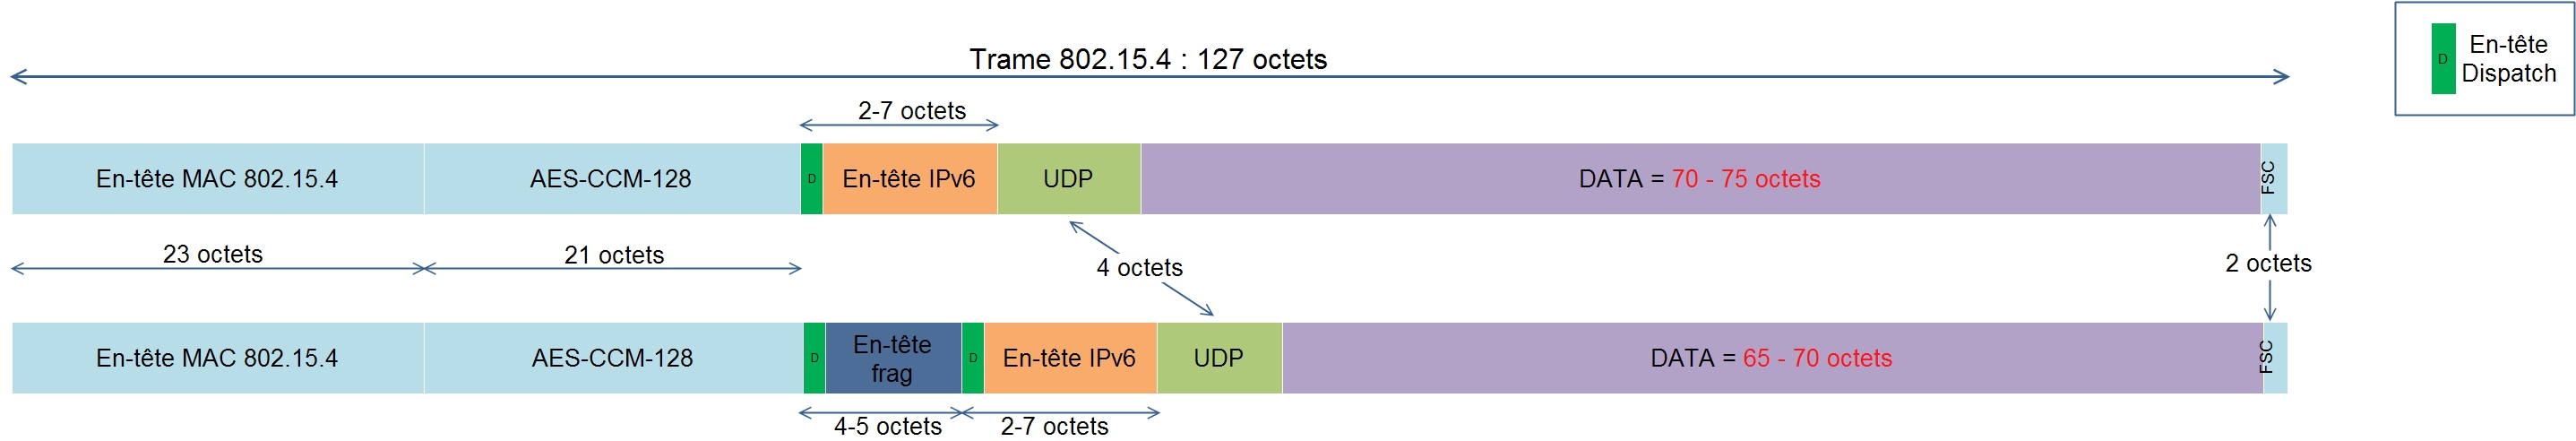 Trame 802.15.4 : 127 octets
D
En-tête
Dispatch
2-7 octets
En-tête MAC 802.15.4
AES-CCM-128
D
En-tête IPv6
UDP
DATA = 70 - 75 octets
FSC
23 octets
21 octets
4 octets
2 octets
En-tête MAC 802.15.4
AES-CCM-128
D
En-tête
frag
D
En-tête IPv6
UDP
DATA = 65 - 70 octets
FSC
4-5 octets
2-7 octets